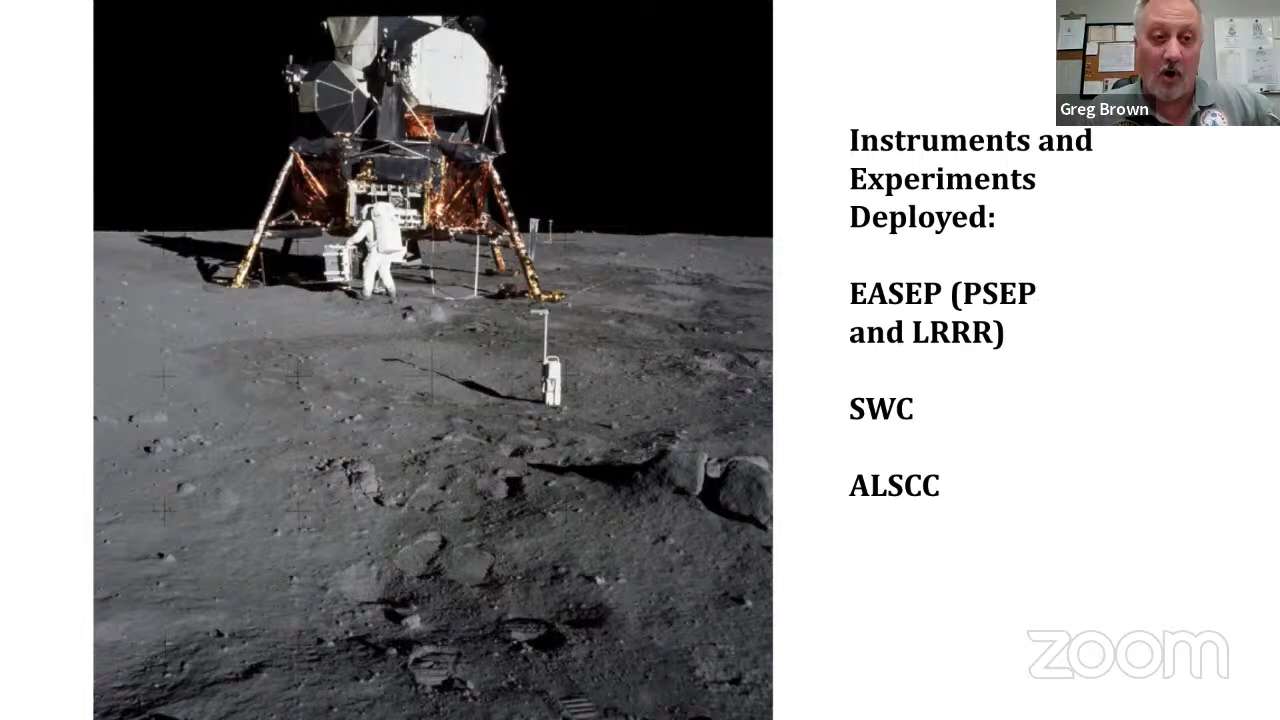 Greg Brown
Instruments and
Experiments
Deployed:
EASEP (PSEP
and LRRR)
SWC
ALSCC
zoom